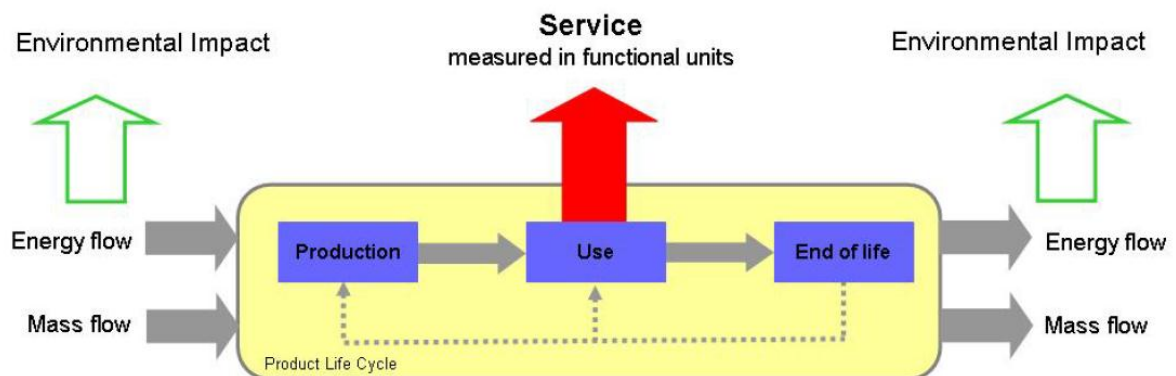 Environmental Impact
Service
measured in functional units
Environmental Impact
Energy flow
Production
Use
End of life
Energy flow
Mass flow
Mass flow
Product Life Cycle